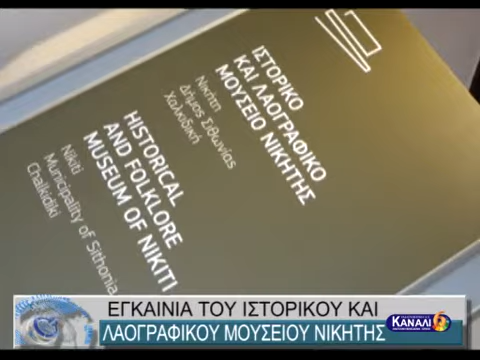 ΙΣΤΟΡΙΚΟ
ΚΑΙ ΛΑΟΓΡΑΦΙΚΟ
ΜΟΥΣΕΙΟ ΝΙΚΗΤΗΣ
Νικήτη
Δήμος Σιθωνίας
Χαλκιδική
HISTORICAL
AND FOLKLORE
MUSEUM OF NIKITI
Nikiti
Municipality of Sithonia
Chalkidiki
ΕΓΚΑΙΝΙΑ ΤΟΥ ΙΣΤΟΡΙΚΟΥ ΚΑΙ
ΛΑΟΓΡΑΦΙΚΟΥ ΜΟΥΣΕΙΟΥ ΝΙΚΗΤΗΣ
ΚΑΝΑΛΙ 6